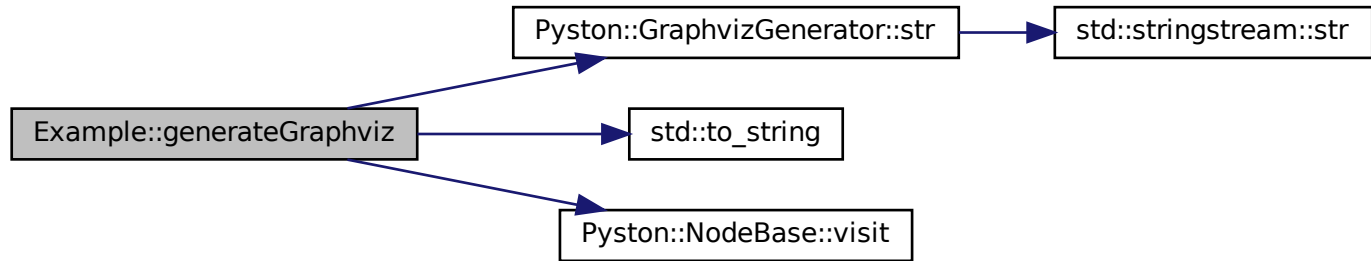 Pyston::GraphvizGenerator::str
std::stringstream::str
Example::generateGraphviz
std::to_string
Pyston::NodeBase::visit